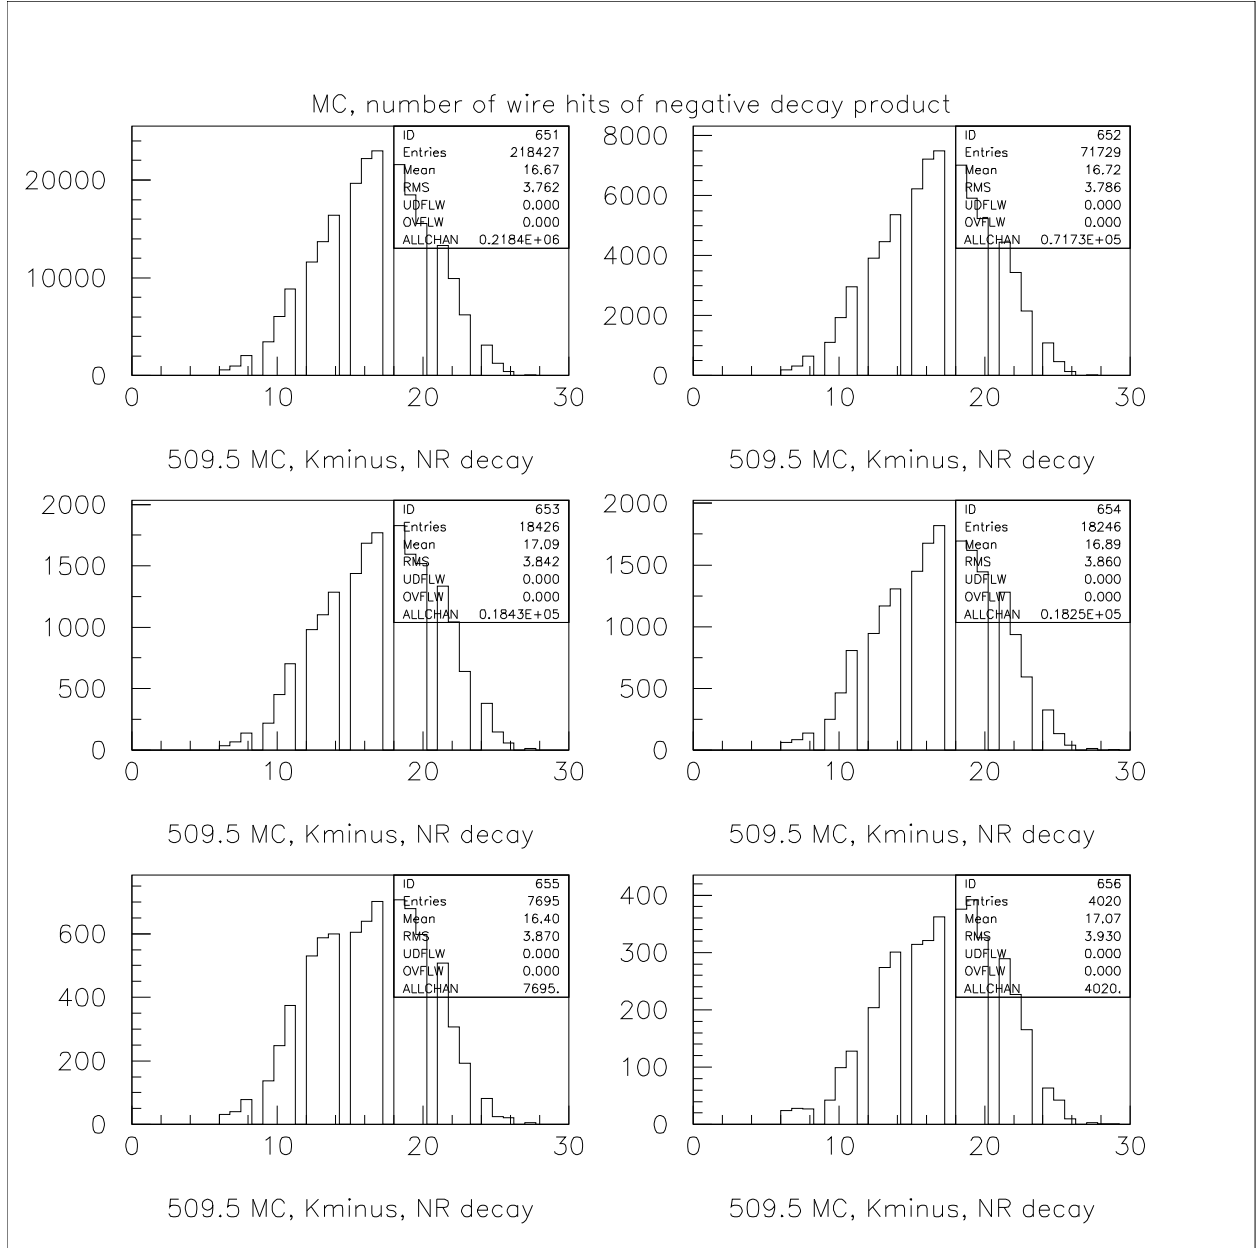 MC, number of wire hits of negative decay product
ID 651
Entries 218427
Mean 16.67
RMS 3.762
UDFLW 0.000
OVFLW 0.000
ALLCHAN 0.2184E+06
20000
10000
0
0 10 20 30
509.5 MC, Kminus, NR decay
ID 652
Entries 71729
Mean 16.72
RMS 3.786
UDFLW 0.000
OVFLW 0.000
ALLCHAN 0.7173E+05
8000
6000
4000
2000
0
0 10 20 30
509.5 MC, Kminus, NR decay
ID 653
Entries 18426
Mean 17.09
RMS 3.842
UDFLW 0.000
OVFLW 0.000
ALLCHAN 0.1843E+05
2000
1500
1000
500
0
0 10 20 30
509.5 MC, Kminus, NR decay
ID 654
Entries 18246
Mean 16.89
RMS 3.860
UDFLW 0.000
OVFLW 0.000
ALLCHAN 0.1825E+05
2000
1500
1000
500
0
0 10 20 30
509.5 MC, Kminus, NR decay
ID 655
Entries 7695
Mean 16.40
RMS 3.870
UDFLW 0.000
OVFLW 0.000
ALLCHAN 7695.
600
400
200
0
0 10 20 30
509.5 MC, Kminus, NR decay
ID 656
Entries 4020
Mean 17.07
RMS 3.930
UDFLW 0.000
OVFLW 0.000
ALLCHAN 4020.
400
300
200
100
0
0 10 20 30
509.5 MC, Kminus, NR decay